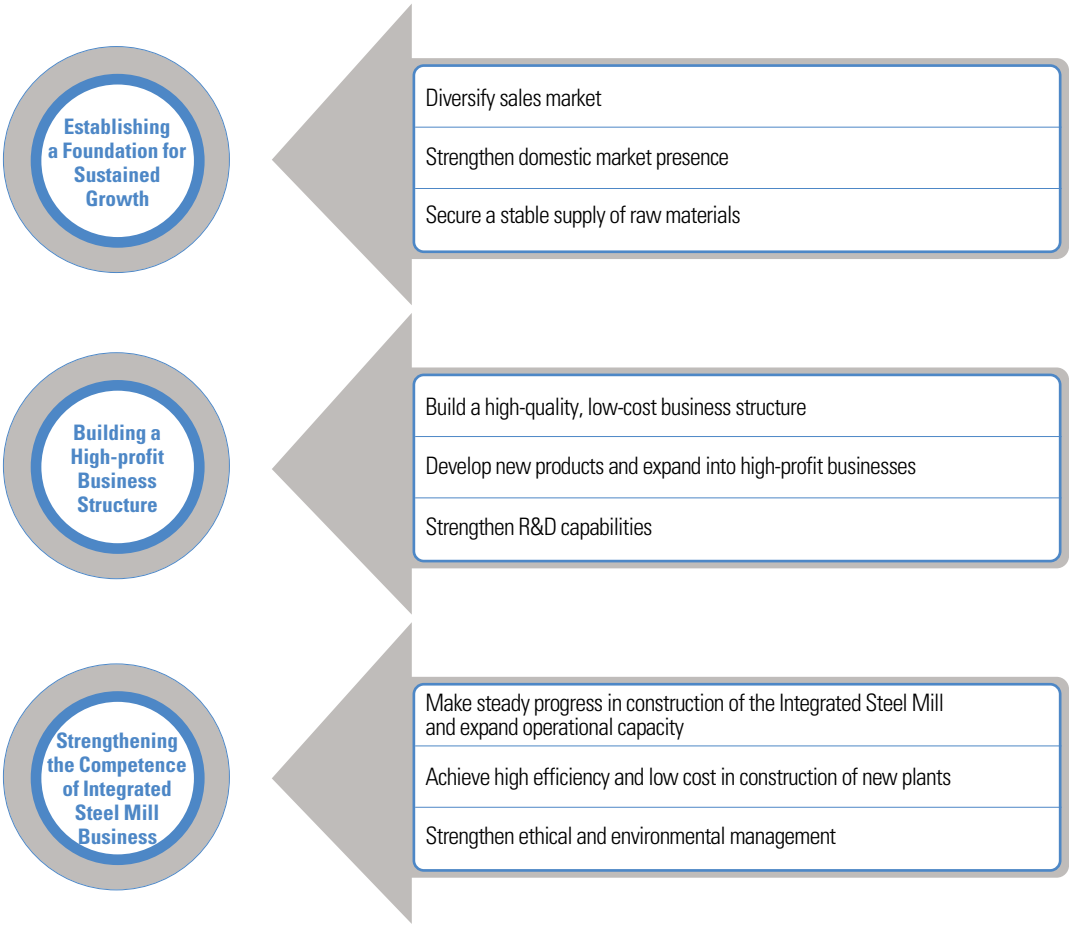 Establishing
a Foundation for
Sustained
Growth
Diversify sales market
Strengthen domestic market presence
Secure a stable supply of raw materials
Building a
High-profit
Business
Structure
Build a high-quality, low-cost business structure
Develop new products and expand into high-profit businesses
Strengthen R&D capabilities
Strengthening
the Competence
of Integrated
Steel Mill
Business
Make steady progress in construction of the Integrated Steel Mill
and expand operational capacity
Achieve high efficiency and low cost in construction of new plants
Strengthen ethical and environmental management